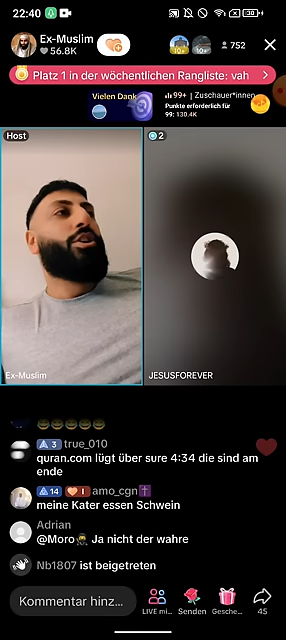 22:40
Ex-Muslim
56.8K
10+
10+
752
Platz 1 in der wöchentlichen Rangliste: vah
Vielen Dank
99+ | Zuschauer*innen
Punkte erforderlich für
99: 130.4K
Host
2
Ex-Muslim
JESUSFOREVER
3 true_010
quran.com lügt über sure 4:34 die sind am
ende
14 I amo_cgn
meine Kater essen Schwein
Adrian
@Moro Ja nicht der wahre
Nb1807 ist beigetreten
Kommentar hinz...
LIVE mi...
Senden
Gesche...
45